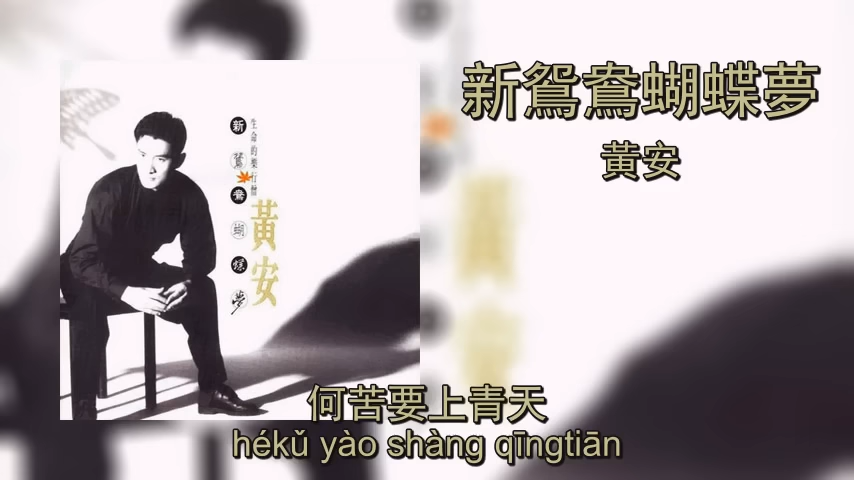 新鴛鴦蝴蝶夢
黃安
生命的樂行僧
新鴛鴦蝴蝶夢
黃安
何苦要上青天
hékǔ yào shàng qīngtiān